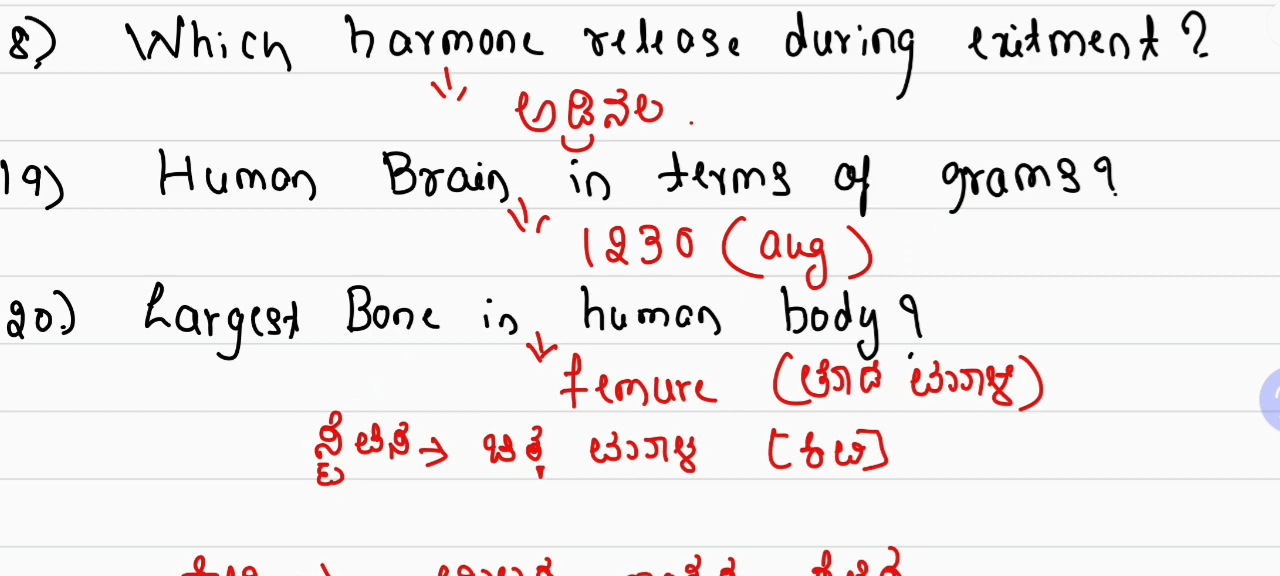 8) Which harmone release during exitment ?
ಅಡ್ರಿನಲ .
19) Human Brain in terms of grams ?
1230 (aug)
20.) Largest Bone in human body ?
femure (ತೊಡೆ ಮೂಳೆ)
→ ಚಿಕ್ಕ ಮೂಳೆ [ಕಿವಿ]